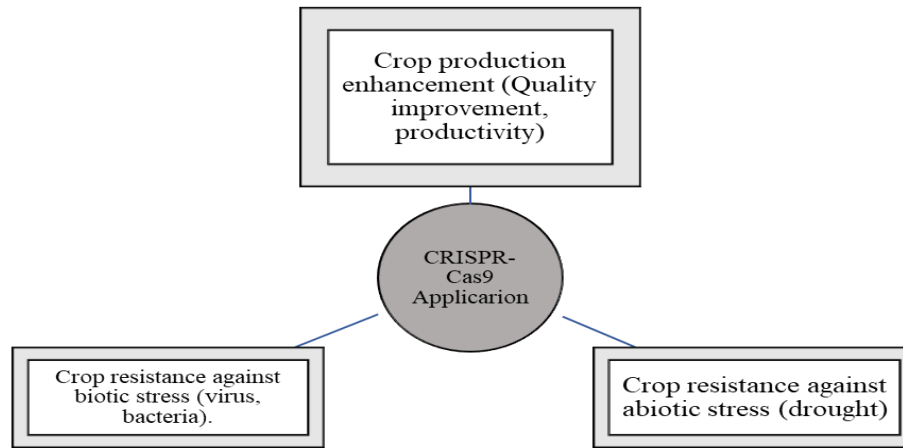 Crop production
enhancement (Quality
improvement,
productivity)
CRISPR-
Cas9
Applicarion
Crop resistance against
biotic stress (virus,
bacteria).
Crop resistance against
abiotic stress (drought)